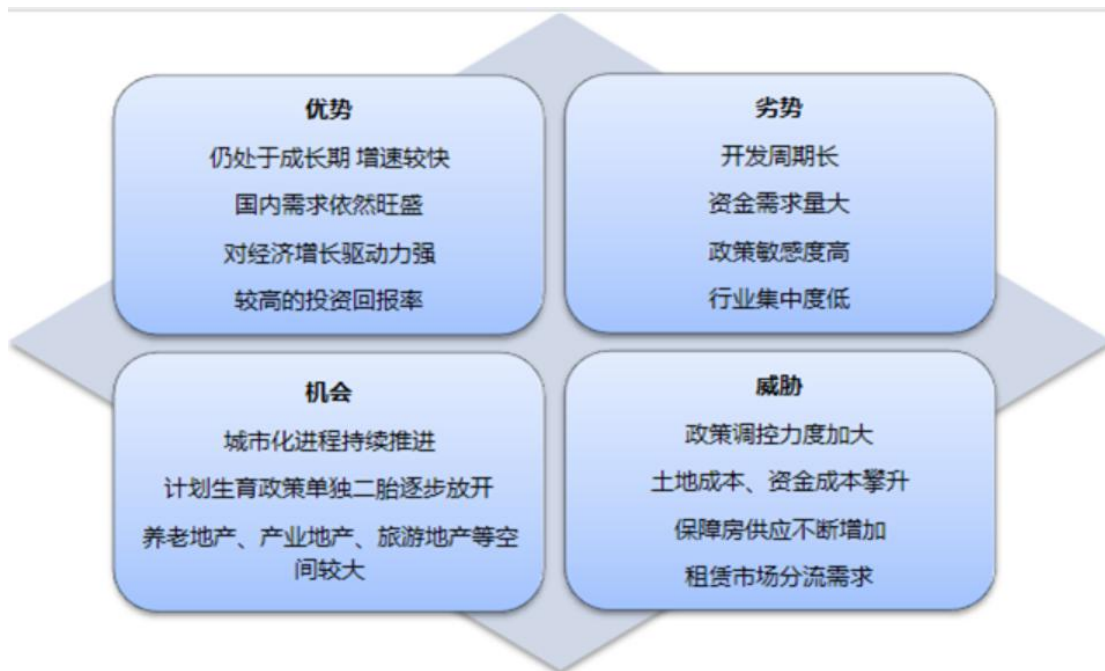 优势
仍处于成长期 增速较快
国内需求依然旺盛
对经济增长驱动力强
较高的投资回报率
劣势
开发周期长
资金需求量大
政策敏感度高
行业集中度低
机会
城市化进程持续推进
计划生育政策单独二胎逐步放开
养老地产、产业地产、旅游地产等空
间较大
威胁
政策调控力度加大
土地成本、资金成本攀升
保障房供应不断增加
租赁市场分流需求